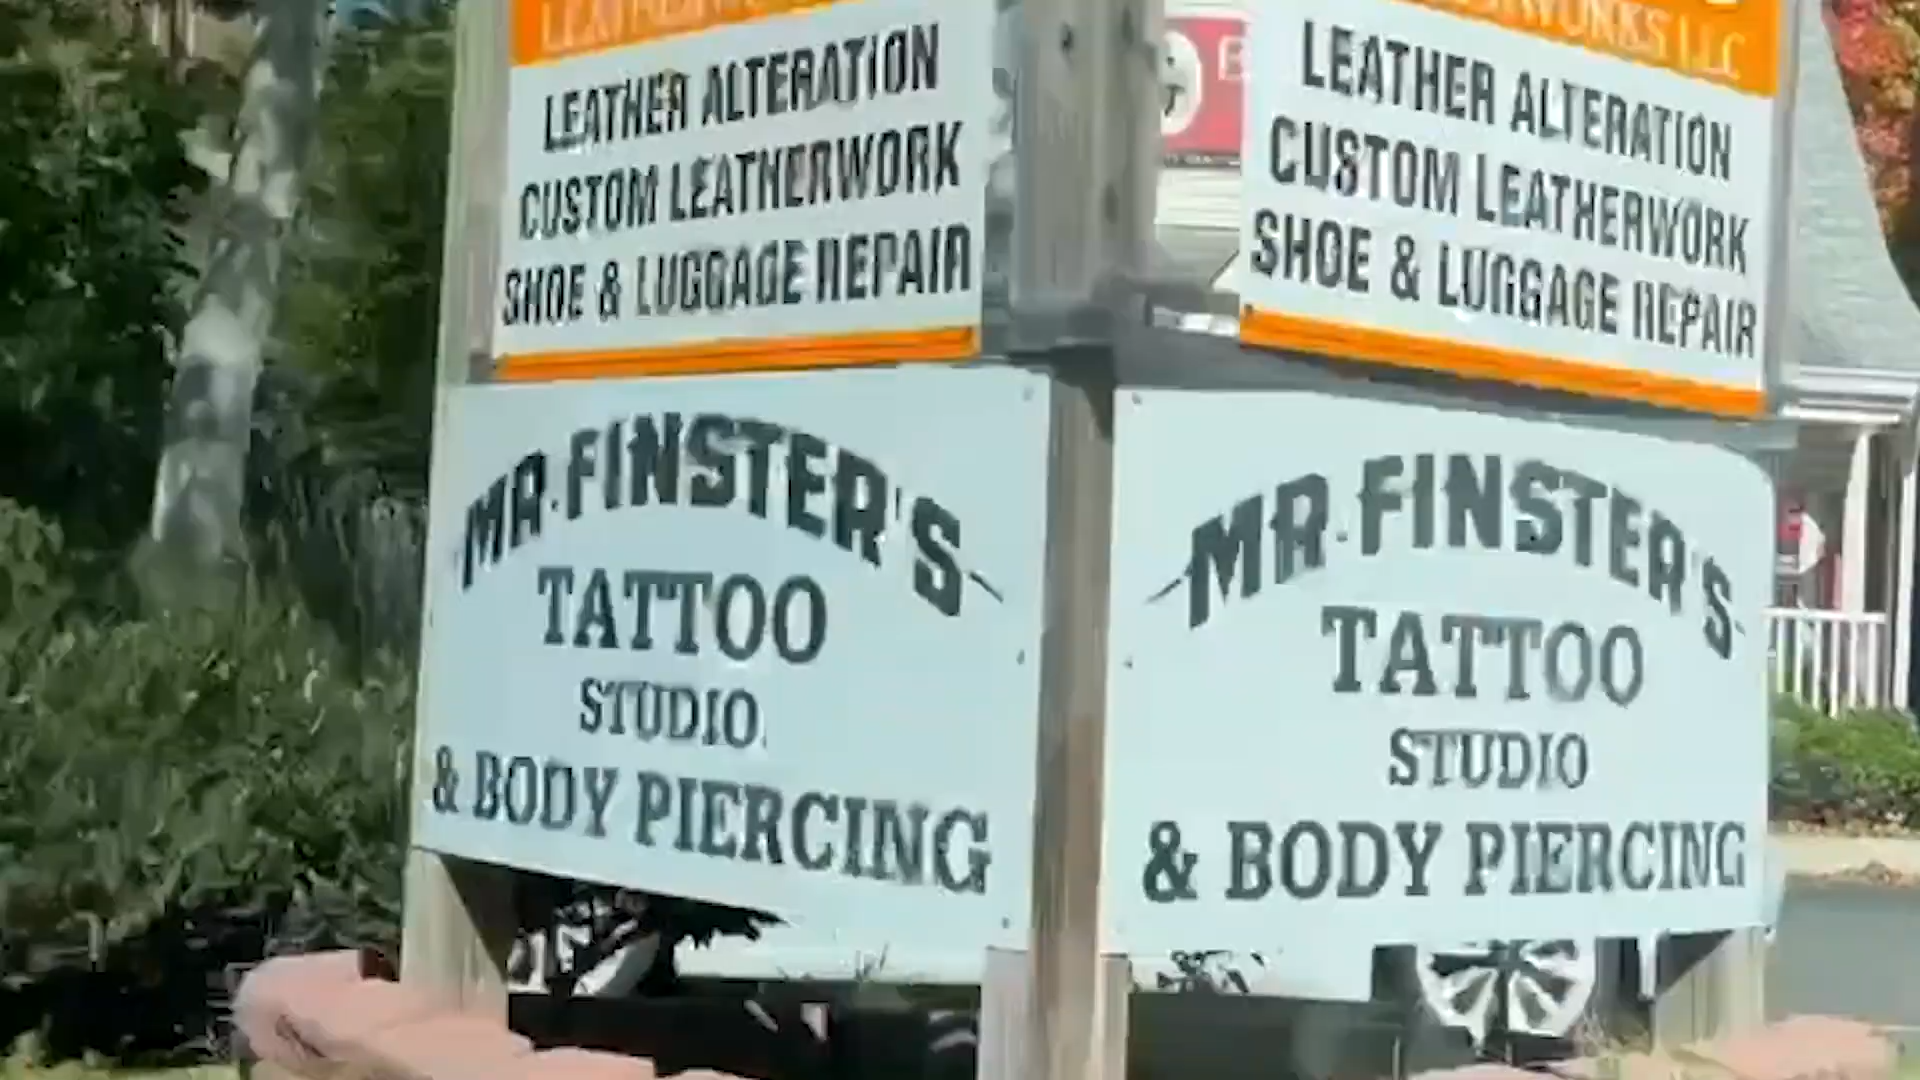 LEATHER ALTERATION
CUSTOM LEATHERWORK
SHOE & LUGGAGE REPAIR
MR. FINSTER'S
TATTOO
STUDIO
& BODY PIERCING
LLC
LEATHER ALTERATION
CUSTOM LEATHERWORK
SHOE & LUGGAGE REPAIR
MR. FINSTER'S
TATTOO
STUDIO
& BODY PIERCING